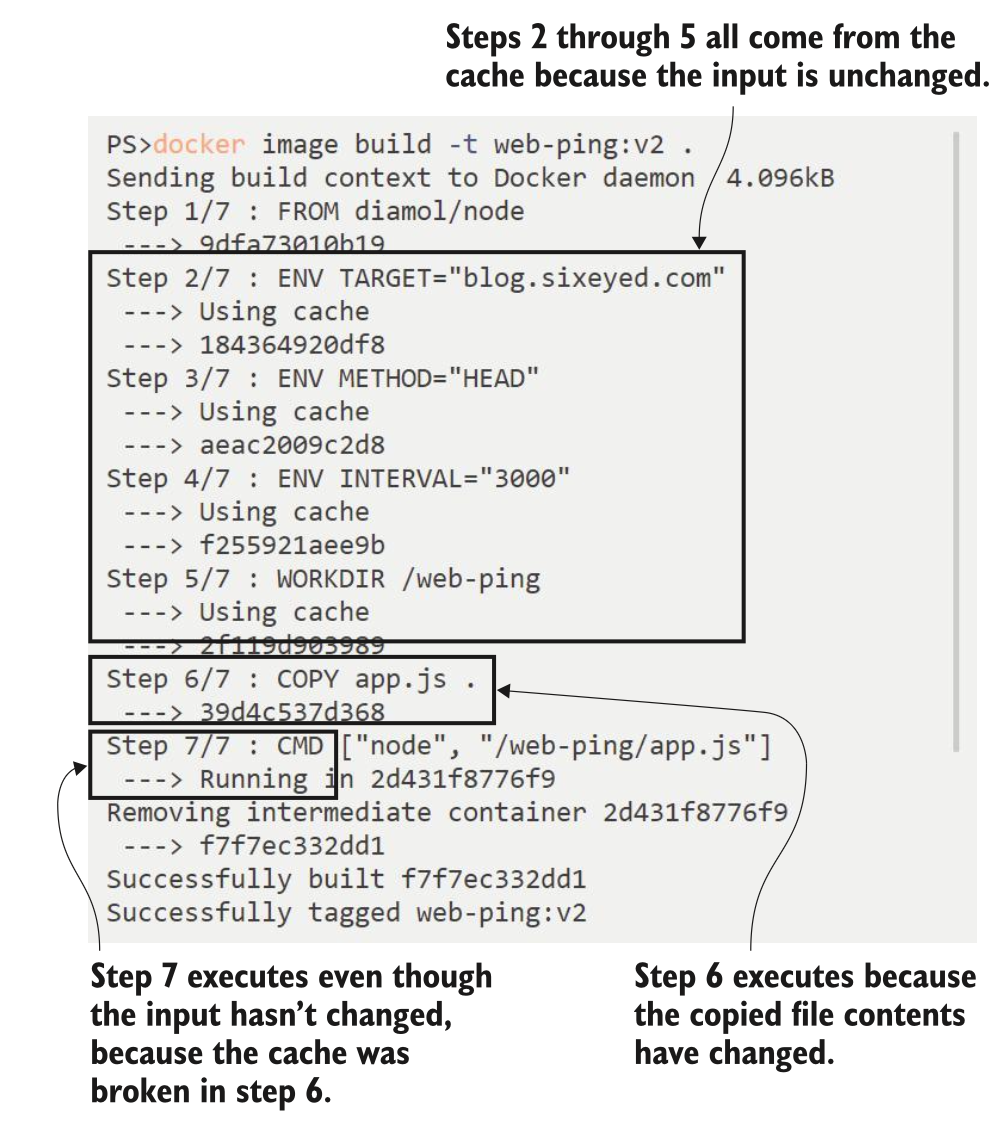 Steps 2 through 5 all come from the
cache because the input is unchanged.
PS>docker image build -t web-ping:v2 .
Sending build context to Docker daemon  4.096kB
Step 1/7 : FROM diamol/node
 ---> 9dfa73010b19
Step 2/7 : ENV TARGET="blog.sixeyed.com"
 ---> Using cache
 ---> 184364920df8
Step 3/7 : ENV METHOD="HEAD"
 ---> Using cache
 ---> aeac2009c2d8
Step 4/7 : ENV INTERVAL="3000"
 ---> Using cache
 ---> f255921aee9b
Step 5/7 : WORKDIR /web-ping
 ---> Using cache
 ---> 2f119d903989
Step 6/7 : COPY app.js .
 ---> 39d4c537d368
Step 7/7 : CMD ["node", "/web-ping/app.js"]
 ---> Running in 2d431f8776f9
Removing intermediate container 2d431f8776f9
 ---> f7f7ec332dd1
Successfully built f7f7ec332dd1
Successfully tagged web-ping:v2
Step 7 executes even though
the input hasn’t changed,
because the cache was
broken in step 6.
Step 6 executes because
the copied file contents
have changed.